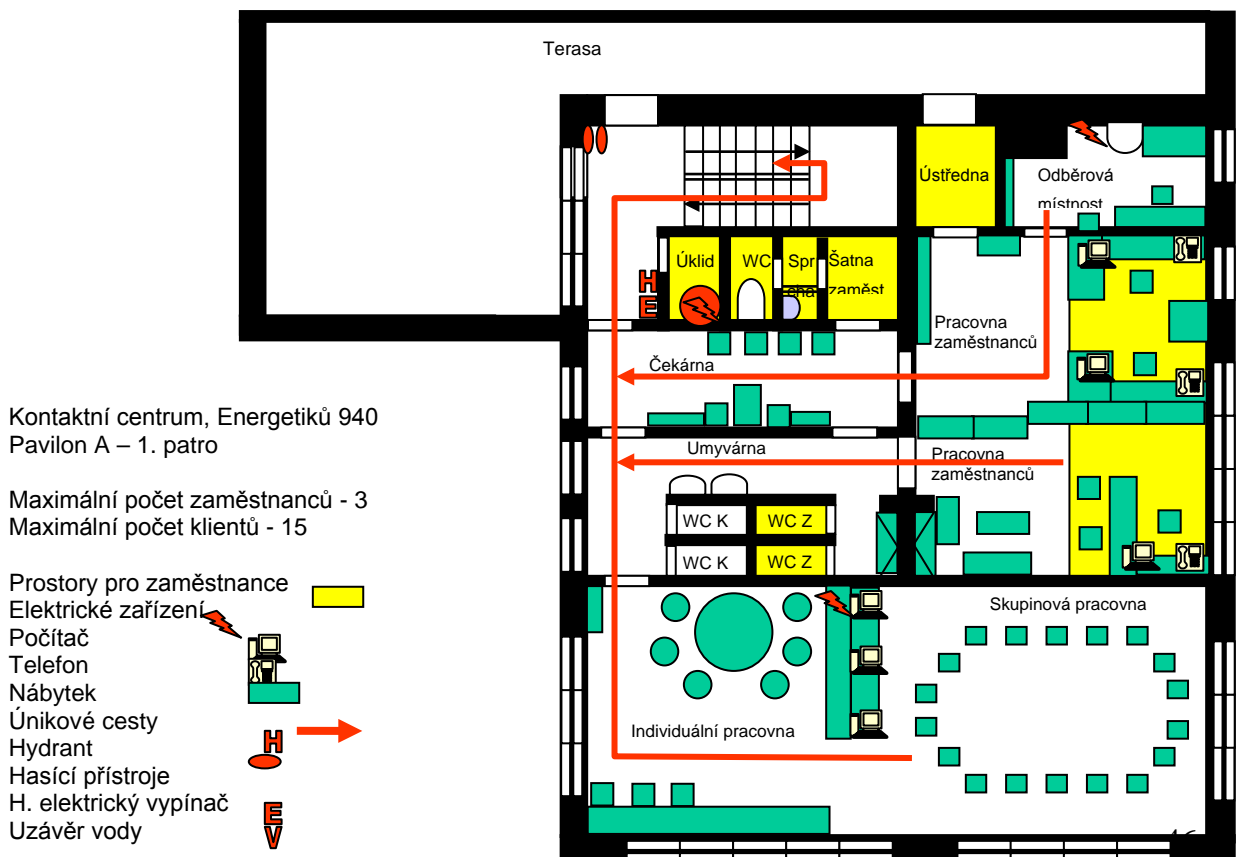 Terasa
Ústředna
Odběrová
místnost
Úklid
WC
Spr
cha
Šatna
zaměst
H
E
Pracovna
zaměstnanců
Čekárna
Umyvárna
Pracovna
zaměstnanců
WC K
WC Z
WC K
WC Z
Skupinová pracovna
Individuální pracovna
Kontaktní centrum, Energetiků 940
Pavilon A – 1. patro
Maximální počet zaměstnanců - 3
Maximální počet klientů - 15
Prostory pro zaměstnance
Elektrické zařízení
Počítač
Telefon
Nábytek
Únikové cesty
Hydrant
H
Hasící přístroje
H. elektrický vypínač
E
Uzávěr vody
V